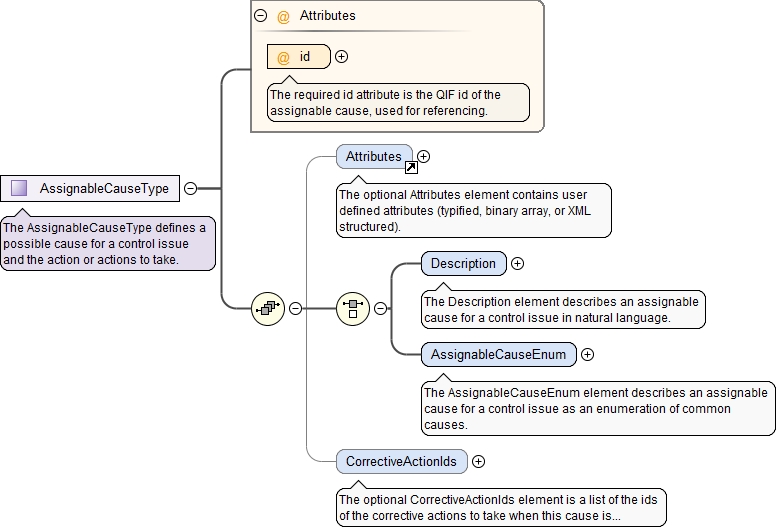 @ Attributes
@ id
The required id attribute is the QIF id of the
assignable cause, used for referencing.
Attributes
The optional Attributes element contains user
defined attributes (typified, binary array, or XML
structured).
AssignableCauseType
The AssignableCauseType defines a
possible cause for a control issue
and the action or actions to take.
Description
The Description element describes an assignable
cause for a control issue in natural language.
AssignableCauseEnum
The AssignableCauseEnum element describes an assignable
cause for a control issue as an enumeration of common
causes.
CorrectiveActionIds
The optional CorrectiveActionIds element is a list of the ids
of the corrective actions to take when this cause is...